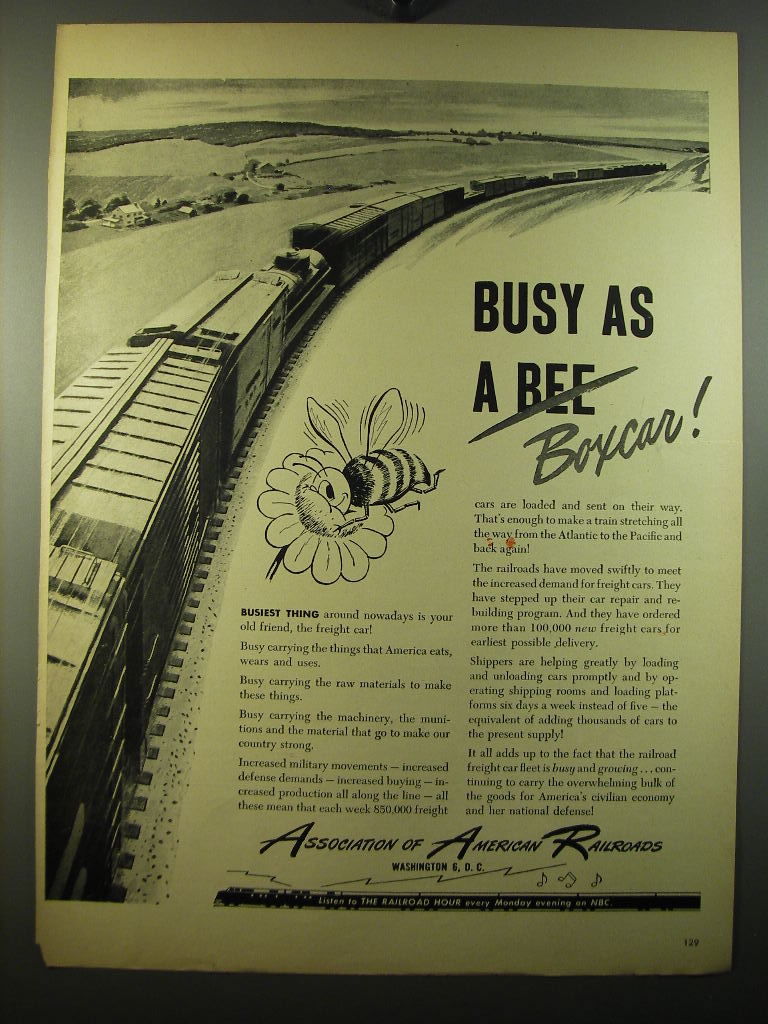 BUSY AS
A BEE
Boxcar!
BUSIEST THING around nowadays is your
old friend, the freight car!
Busy carrying the things that America eats,
wears and uses.
Busy carrying the raw materials to make
these things.
Busy carrying the machinery, the muni-
tions and the material that go to make our
country strong.
Increased military movements — increased
defense demands — increased buying — in-
creased production all along the line — all
these mean that each week 850,000 freight
cars are loaded and sent on their way.
That's enough to make a train stretching all
the way from the Atlantic to the Pacific and
back again!
The railroads have moved swiftly to meet
the increased demand for freight cars. They
have stepped up their car repair and re-
building program. And they have ordered
more than 100,000 new freight cars for
earliest possible delivery.
Shippers are helping greatly by loading
and unloading cars promptly and by op-
erating shipping rooms and loading plat-
forms six days a week instead of five — the
equivalent of adding thousands of cars to
the present supply!
It all adds up to the fact that the railroad
freight car fleet is busy and growing . . . con-
tinuing to carry the overwhelming bulk of
the goods for America's civilian economy
and her national defense!
ASSOCIATION OF AMERICAN RAILROADS
WASHINGTON 6, D. C.
Listen to THE RAILROAD HOUR every Monday evening on NBC.
129